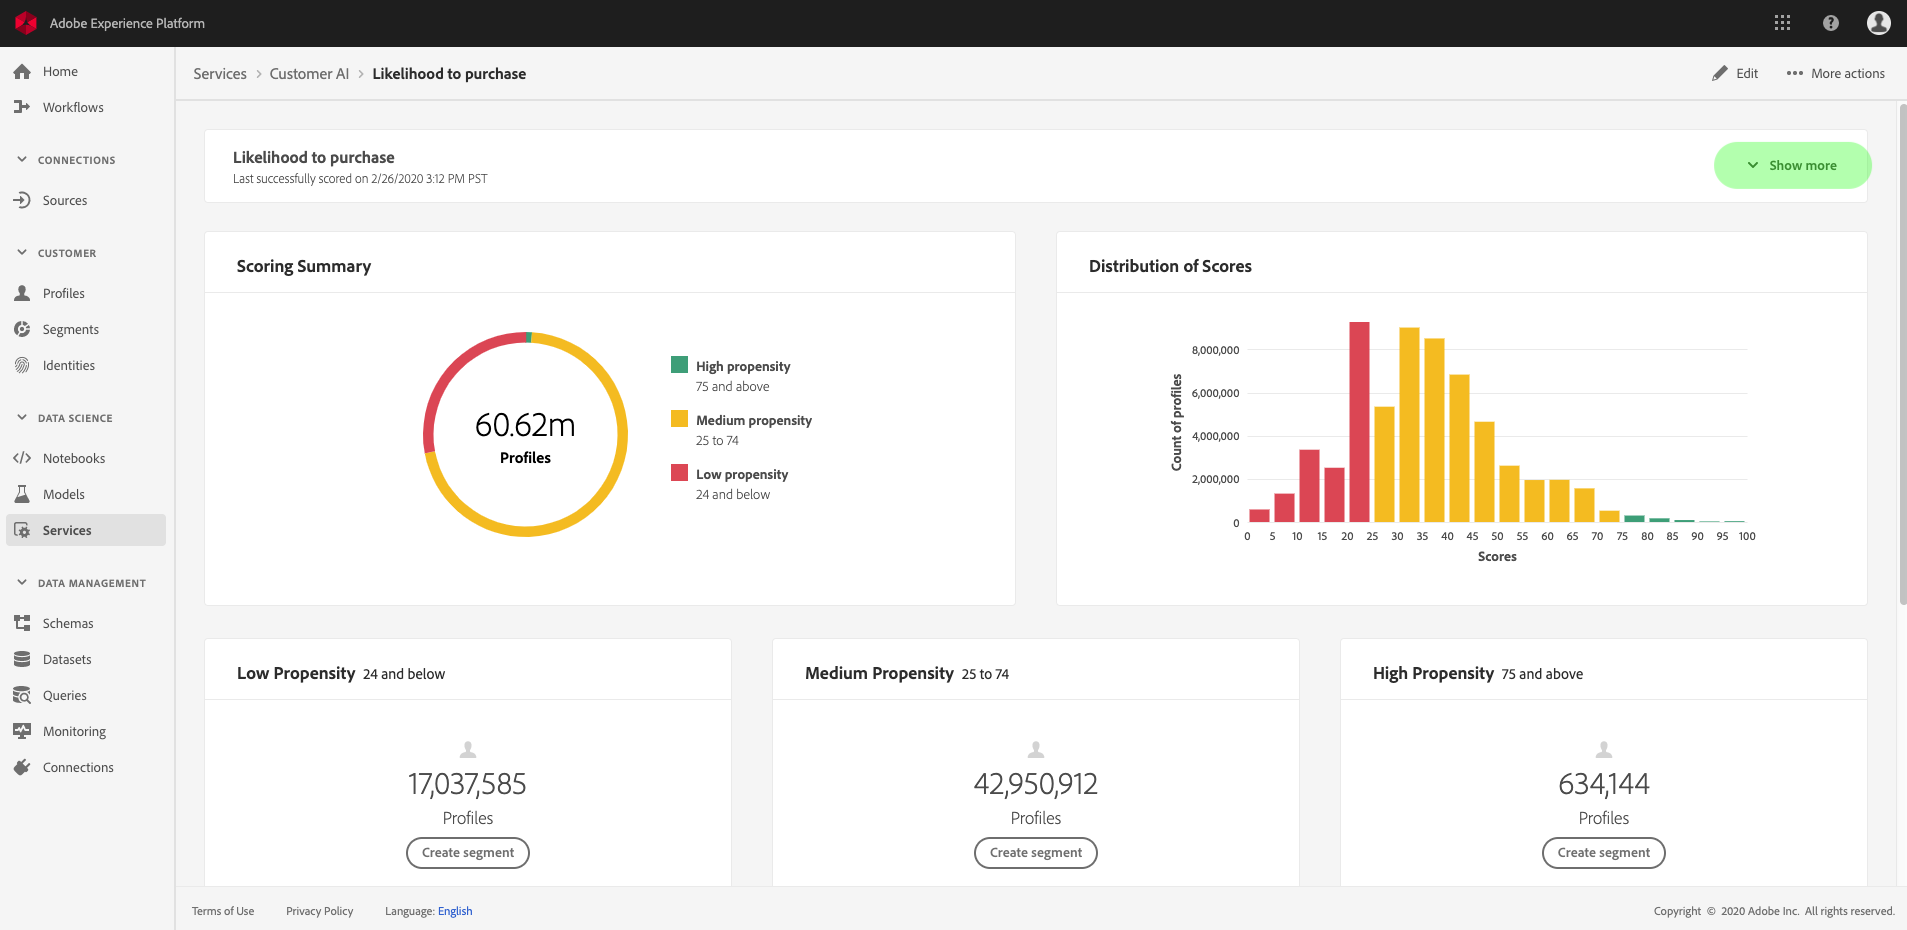 Adobe Experience Platform
Home
Workflows
CONNECTIONS
Sources
CUSTOMER
Profiles
Segments
Identities
DATA SCIENCE
Notebooks
Models
Services
DATA MANAGEMENT
Schemas
Datasets
Queries
Monitoring
Connections
Services > Customer AI > Likelihood to purchase
Edit
More actions
Likelihood to purchase
Last successfully scored on 2/26/2020 3:12 PM PST
Show more
Scoring Summary
60.62m
Profiles
High propensity
75 and above
Medium propensity
25 to 74
Low propensity
24 and below
Distribution of Scores
Count of profiles
8,000,000
6,000,000
4,000,000
2,000,000
0
0 5 10 15 20 25 30 35 40 45 50 55 60 65 70 75 80 85 90 95 100
Scores
Low Propensity 24 and below
17,037,585
Profiles
Create segment
Medium Propensity 25 to 74
42,950,912
Profiles
Create segment
High Propensity 75 and above
634,144
Profiles
Create segment
Terms of Use
Privacy Policy
Language: English
Copyright © 2020 Adobe Inc. All rights reserved.